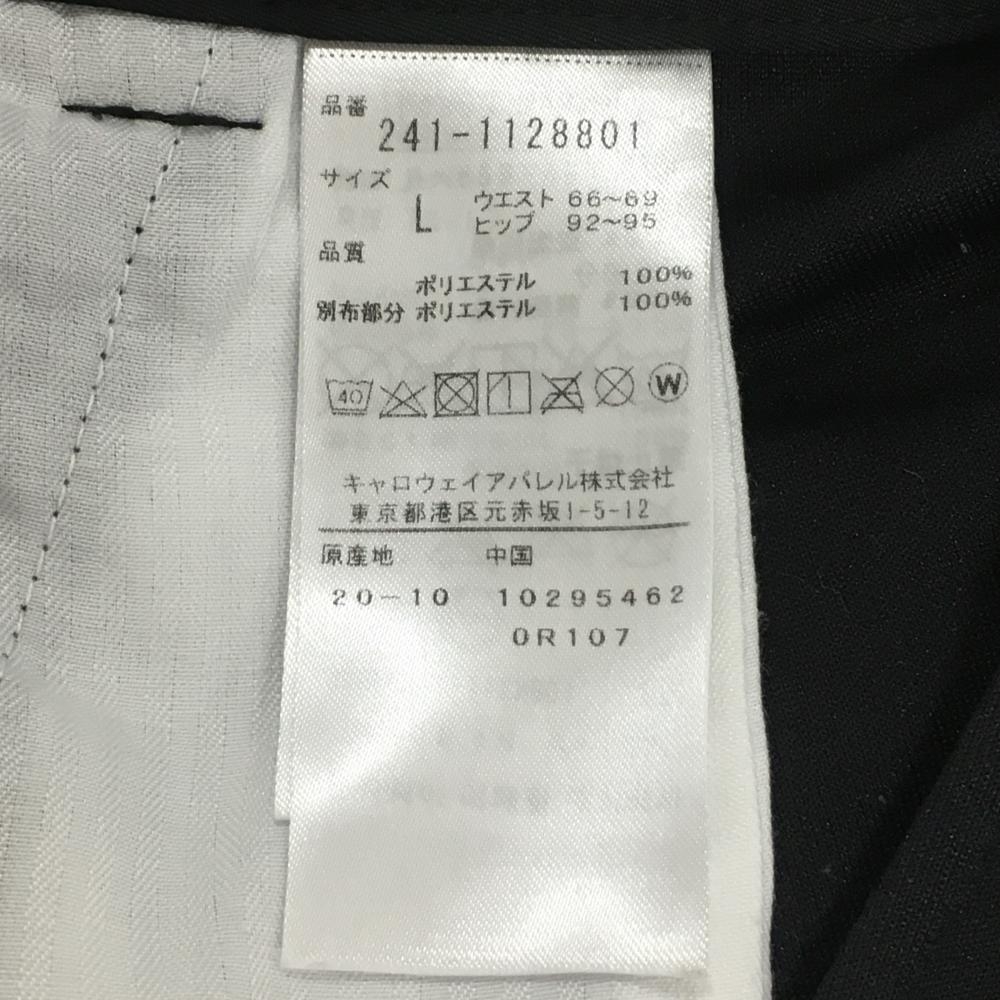 品番
241-1128801
サイズ
L ウエスト 66~69
ヒップ 92~95
品質
ポリエステル 100%
別布部分 ポリエステル 100%
40 W
キャロウェイアパレル株式会社
東京都港区元赤坂1-5-12
原産地 中国
20-10 10295462
0R107